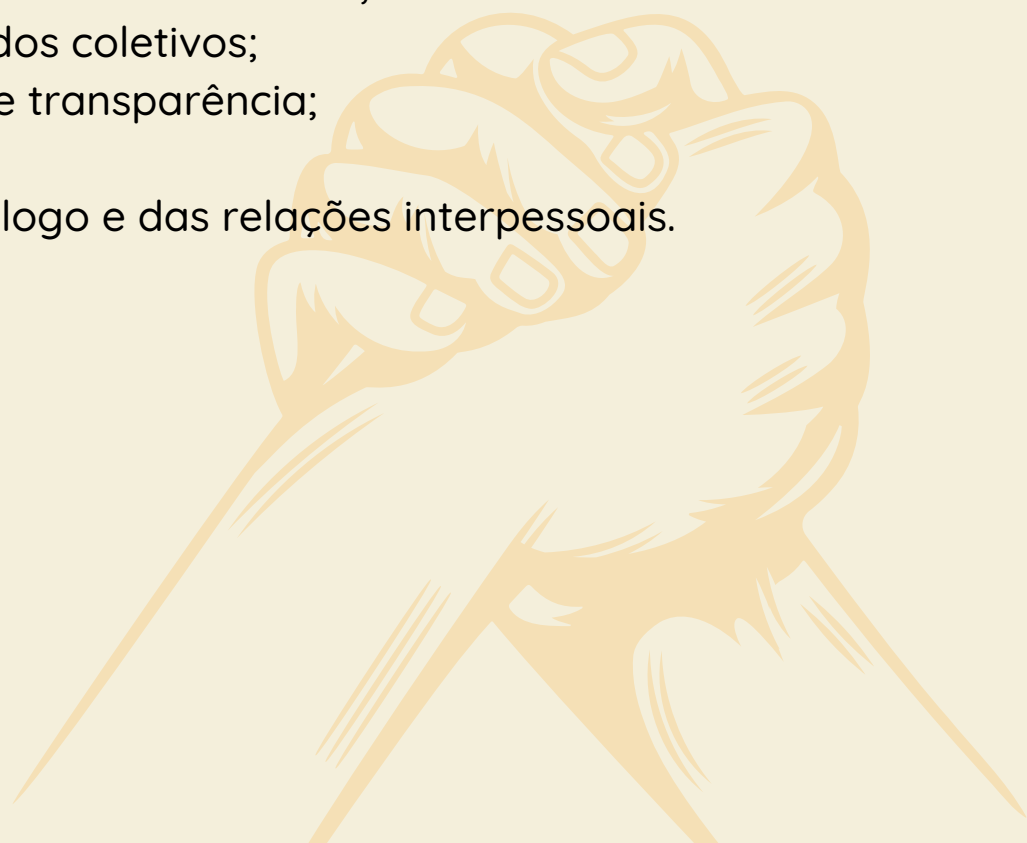 dos coletivos;
e transparência;
logo e das relações interpessoais.